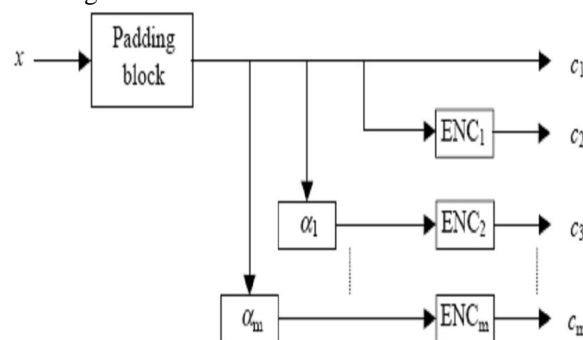 x
Padding
block
c₁
ENC₁
c₂
α₁
ENC₂
c₃
αₘ
ENCₘ
cₘ